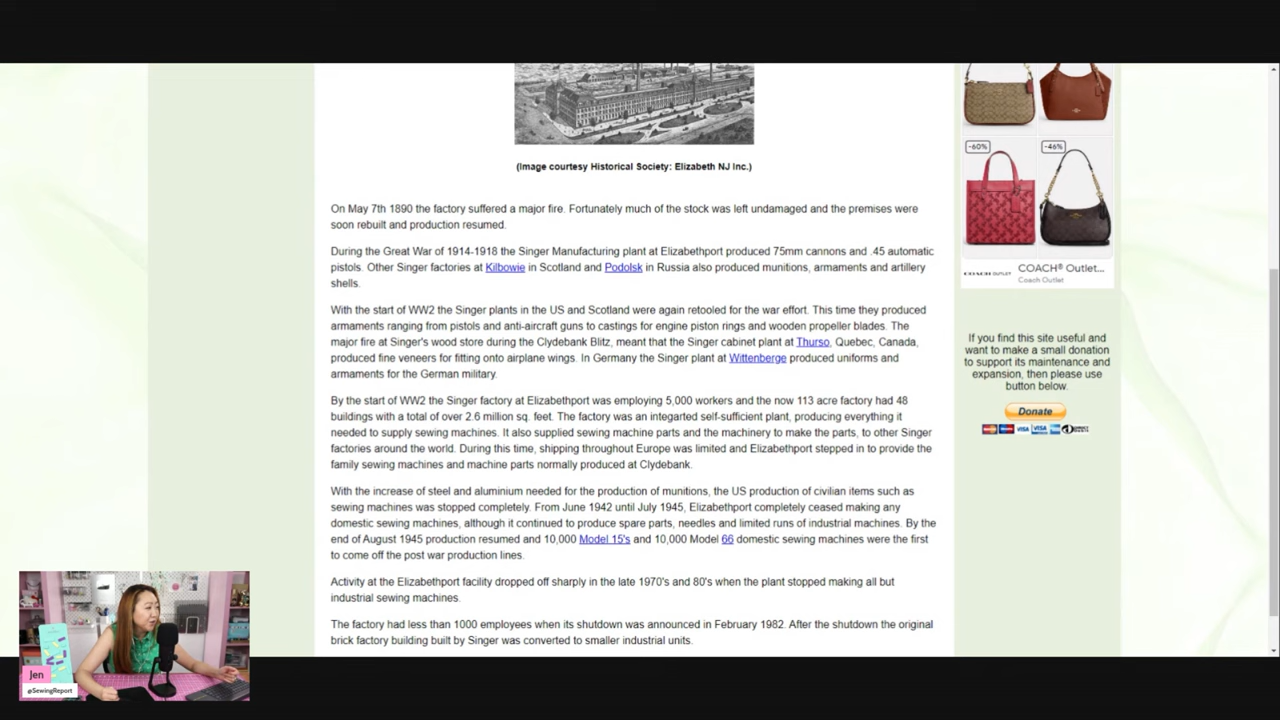 (Image courtesy Historical Society: Elizabeth NJ Inc.)
On May 7th 1890 the factory suffered a major fire. Fortunately much of the stock was left undamaged and the premises were
soon rebuilt and production resumed.
During the Great War of 1914-1918 the Singer Manufacturing plant at Elizabethport produced 75mm cannons and .45 automatic
pistols. Other Singer factories at Kilbowie in Scotland and Podolsk in Russia also produced munitions, armaments and artillery
shells.
With the start of WW2 the Singer plants in the US and Scotland were again retooled for the war effort. This time they produced
armaments ranging from pistols and anti-aircraft guns to castings for engine piston rings and wooden propeller blades. The
major fire at Singer's wood store during the Clydebank Blitz, meant that the Singer cabinet plant at Thurso, Quebec, Canada,
produced fine veneers for fitting onto airplane wings. In Germany the Singer plant at Wittenberge produced uniforms and
armaments for the German military.
By the start of WW2 the Singer factory at Elizabethport was employing 5,000 workers and the now 113 acre factory had 48
buildings with a total of over 2.6 million sq. feet. The factory was an integarted self-sufficient plant, producing everything it
needed to supply sewing machines. It also supplied sewing machine parts and the machinery to make the parts, to other Singer
factories around the world. During this time, shipping throughout Europe was limited and Elizabethport stepped in to provide the
family sewing machines and machine parts normally produced at Clydebank.
With the increase of steel and aluminium needed for the production of munitions, the US production of civilian items such as
sewing machines was stopped completely. From June 1942 until July 1945, Elizabethport completely ceased making any
domestic sewing machines, although it continued to produce spare parts, needles and limited runs of industrial machines. By the
end of August 1945 production resumed and 10,000 Model 15's and 10,000 Model 66 domestic sewing machines were the first
to come off the post war production lines.
Activity at the Elizabethport facility dropped off sharply in the late 1970's and 80's when the plant stopped making all but
industrial sewing machines.
The factory had less than 1000 employees when its shutdown was announced in February 1982. After the shutdown the original
brick factory building built by Singer was converted to smaller industrial units.
-60%
-46%
COACH OUTLET
COACH® Outlet...
Coach Outlet
If you find this site useful and
want to make a small donation
to support its maintenance and
expansion, then please use
button below.
Donate
VISA
Jen
@SewingReport